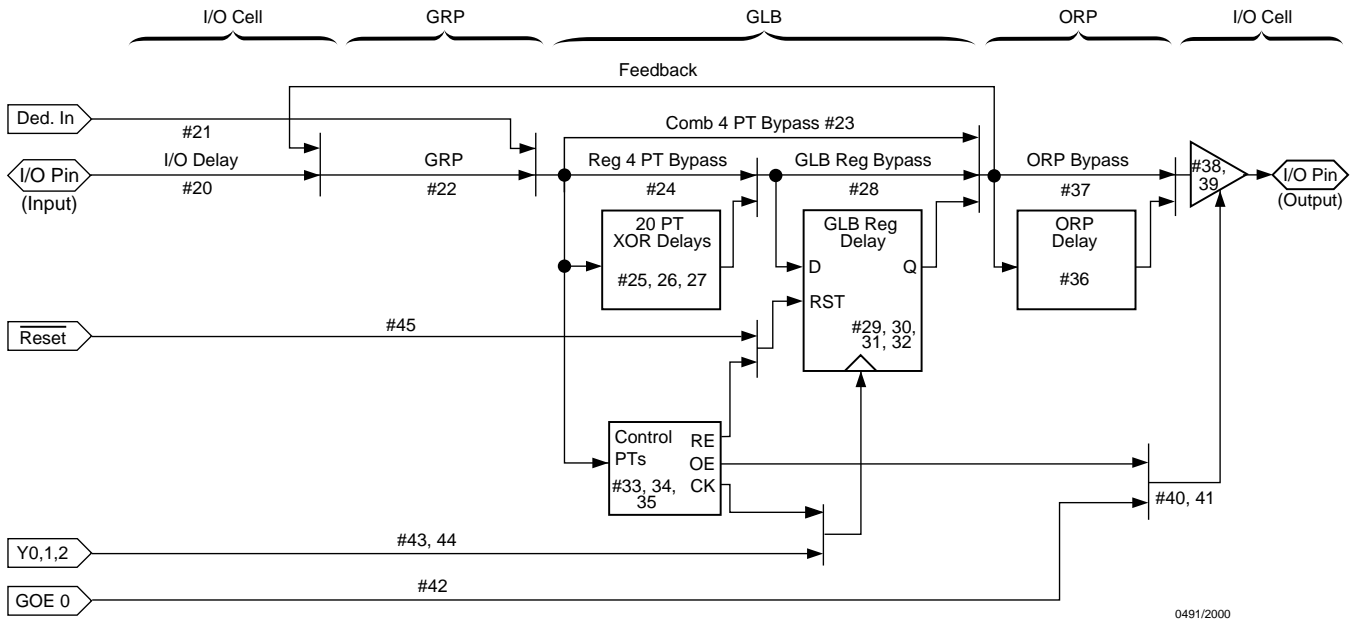 I/O Cell
GRP
GLB
ORP
I/O Cell
Feedback
Ded. In
#21
Comb 4 PT Bypass #23
I/O Pin
(Input)
I/O Delay
#20
GRP
#22
Reg 4 PT Bypass
#24
GLB Reg Bypass
#28
ORP Bypass
#37
#38,
39
I/O Pin
(Output)
20 PT
XOR Delays
#25, 26, 27
GLB Reg
Delay
D
Q
RST
#29, 30,
31, 32
ORP
Delay
#36
Reset
#45
Control
PTs
#33, 34,
35
RE
OE
CK
#40, 41
Y0,1,2
#43, 44
GOE 0
#42
0491/2000